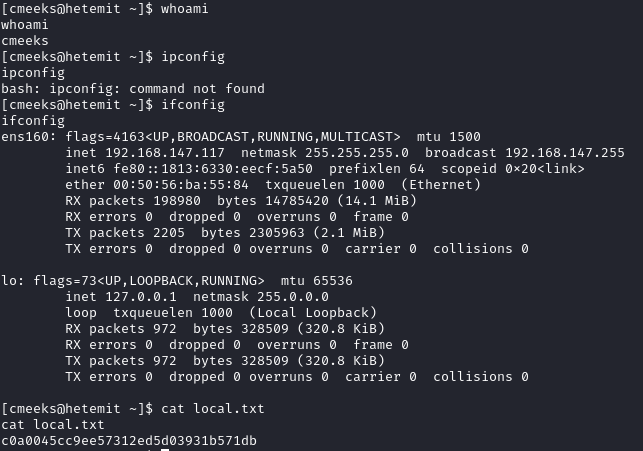 [cmeeks@hetemit ~]$ whoami
whoami
cmeeks
[cmeeks@hetemit ~]$ ipconfig
ipconfig
bash: ipconfig: command not found
[cmeeks@hetemit ~]$ ifconfig
ifconfig
ens160: flags=4163<UP,BROADCAST,RUNNING,MULTICAST>  mtu 1500
        inet 192.168.147.117  netmask 255.255.255.0  broadcast 192.168.147.255
        inet6 fe80::1813:6330:eecf:5a50  prefixlen 64  scopeid 0×20<link>
        ether 00:50:56:ba:55:84  txqueuelen 1000  (Ethernet)
        RX packets 198980  bytes 14785420 (14.1 MiB)
        RX errors 0  dropped 0  overruns 0  frame 0
        TX packets 2205  bytes 2305963 (2.1 MiB)
        TX errors 0  dropped 0 overruns 0  carrier 0  collisions 0

lo: flags=73<UP,LOOPBACK,RUNNING>  mtu 65536
        inet 127.0.0.1  netmask 255.0.0.0
        loop  txqueuelen 1000  (Local Loopback)
        RX packets 972  bytes 328509 (320.8 KiB)
        RX errors 0  dropped 0  overruns 0  frame 0
        TX packets 972  bytes 328509 (320.8 KiB)
        TX errors 0  dropped 0 overruns 0  carrier 0  collisions 0

[cmeeks@hetemit ~]$ cat local.txt
cat local.txt
c0a0045cc9ee57312ed5d03931b571db